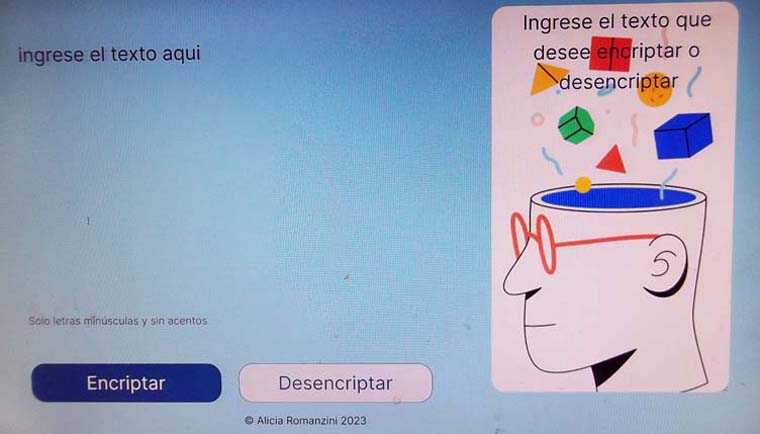 ingrese el texto aqui
Solo letras minúsculas y sin acentos
Encriptar
Desencriptar
© Alicia Romanzini 2023
Ingrese el texto que
desee encriptar o
desencriptar